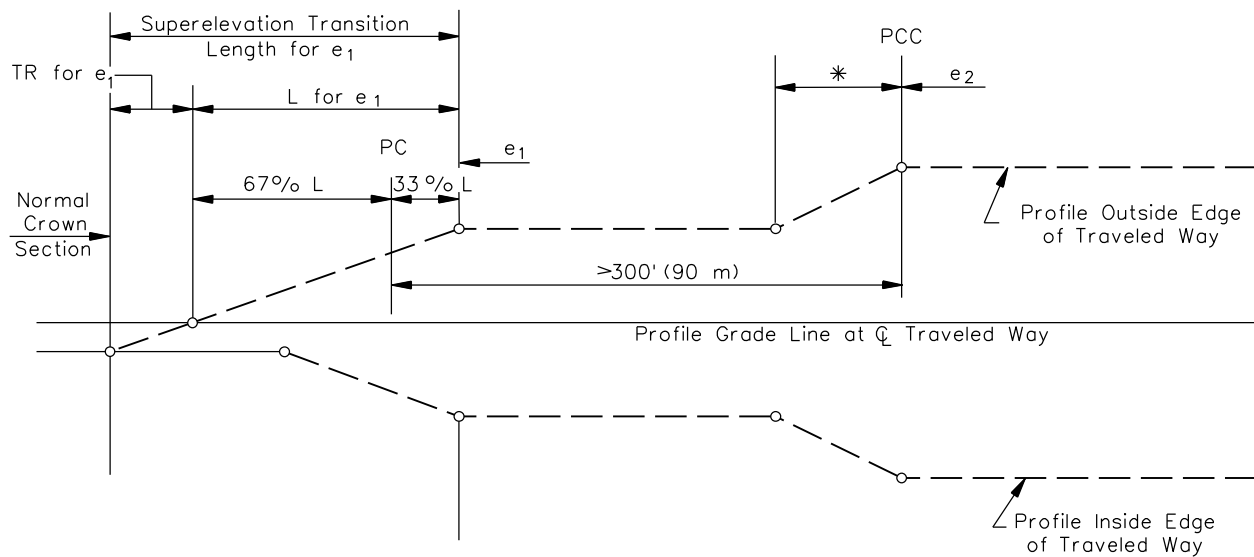 Superelevation Transition
Length for e1
PCC
TR for e1
*
e2
L for e1
PC
e1
67% L
33% L
Normal
Crown
Section
Profile Outside Edge
of Traveled Way
>300' (90 m)
Profile Grade Line at ℄ Traveled Way
Profile Inside Edge
of Traveled Way